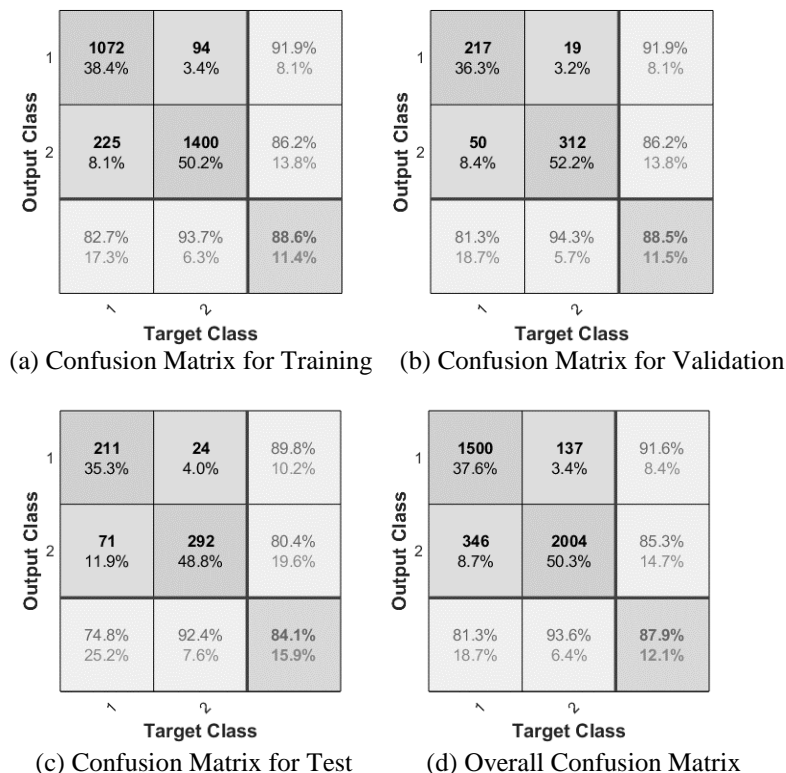 1072 94 91.9% 217 19 91.9%
1 38.4% 3.4% 8.1% 1 36.3% 3.2% 8.1%
225 1400 86.2% 50 312 86.2%
2 8.1% 50.2% 13.8% 2 8.4% 52.2% 13.8%
Output Class Output Class
82.7% 93.7% 88.6% 81.3% 94.3% 88.5%
17.3% 6.3% 11.4% 18.7% 5.7% 11.5%
1 2 1 2
Target Class Target Class
(a) Confusion Matrix for Training (b) Confusion Matrix for Validation
211 24 89.8% 1500 137 91.6%
1 35.3% 4.0% 10.2% 1 37.6% 3.4% 8.4%
71 292 80.4% 346 2004 85.3%
2 11.9% 48.8% 19.6% 2 8.7% 50.3% 14.7%
Output Class Output Class
74.8% 92.4% 84.1% 81.3% 93.6% 87.9%
25.2% 7.6% 15.9% 18.7% 6.4% 12.1%
1 2 1 2
Target Class Target Class
(c) Confusion Matrix for Test (d) Overall Confusion Matrix